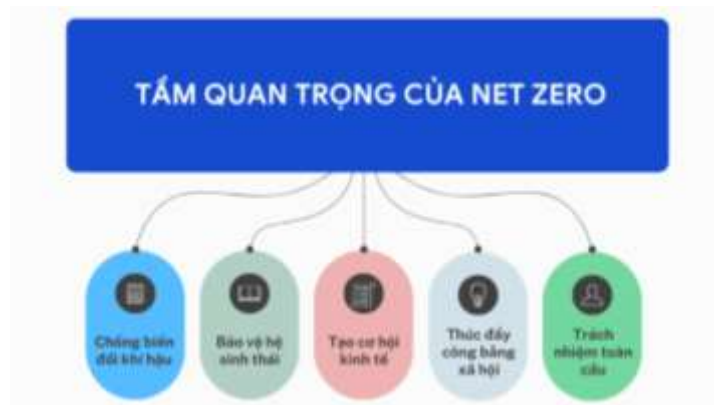 TẦM QUAN TRỌNG CỦA NET ZERO
Chống biến
đổi khí hậu
Bảo vệ hệ
sinh thái
Tạo cơ hội
kinh tế
Thúc đẩy
công bằng
xã hội
Trách
nhiệm toàn
cầu